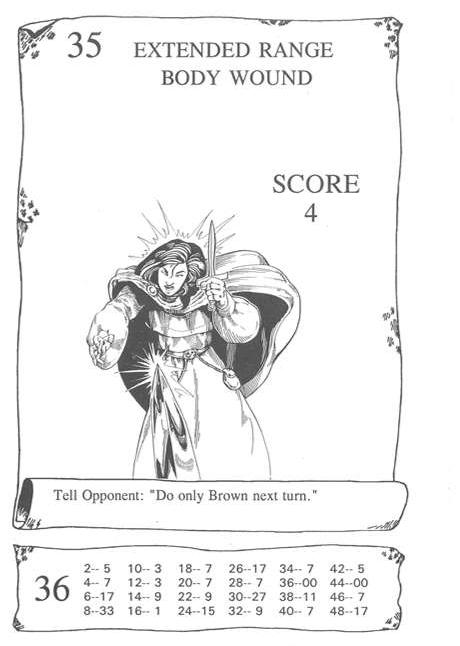 35 EXTENDED RANGE
BODY WOUND
SCORE
4
Tell Opponent: "Do only Brown next turn."
36
2-- 5 10-- 3 18-- 7 26--17 34-- 7 42-- 5
4-- 7 12-- 3 20-- 7 28-- 7 36--00 44--00
6--17 14-- 9 22-- 9 30--27 38--11 46-- 7
8--33 16-- 1 24--15 32-- 9 40-- 7 48--17